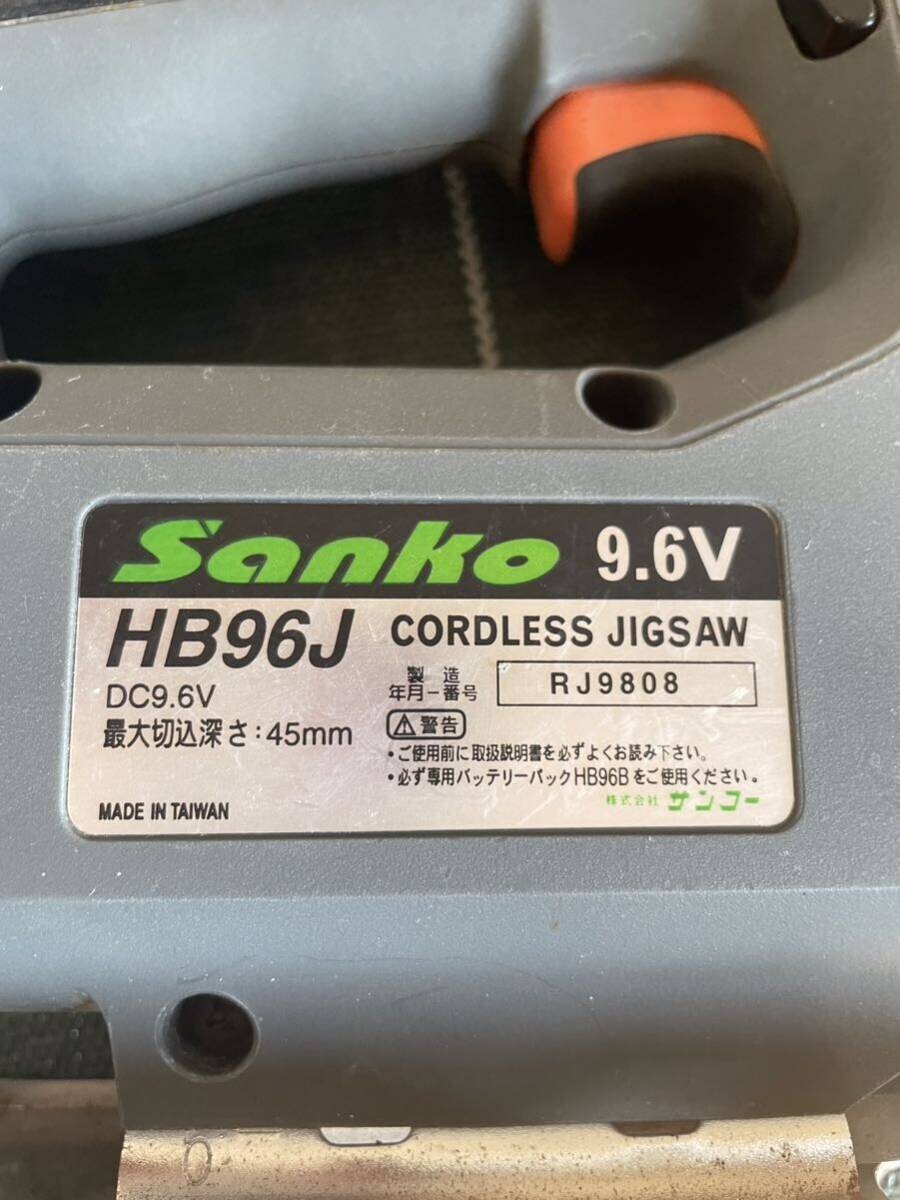 Sanko 9.6V
HB96J CORDLESS JIGSAW
DC9.6V
最大切込深さ:45mm
製造
年月-番号 RJ9808
⚠警告
・ご使用前に取扱説明書を必ずよくお読み下さい。
・必ず専用バッテリーパックHB96Bをご使用ください。
MADE IN TAIWAN
株式会社 サンコー
0